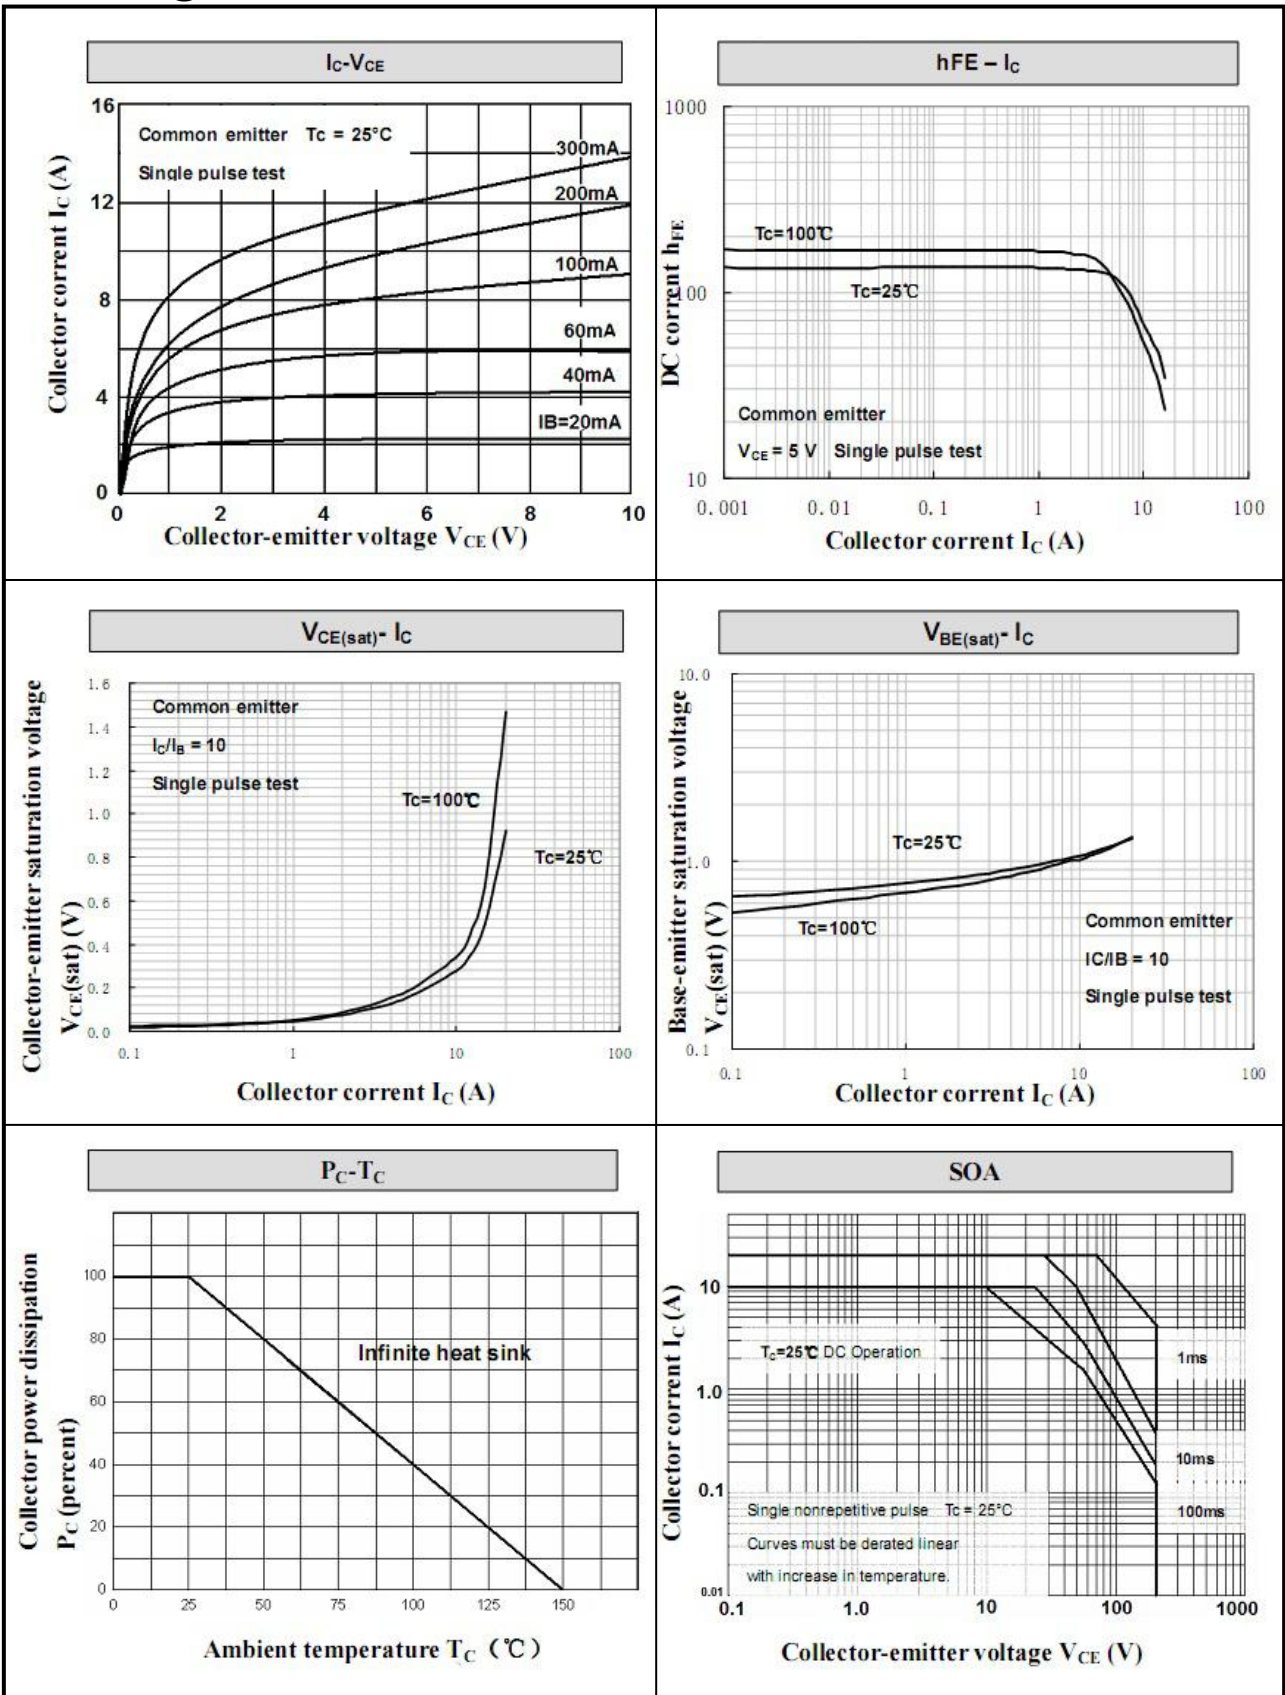 IC-VCE
Common emitter Tc = 25°C
Single pulse test
300mA
200mA
100mA
60mA
40mA
IB=20mA
16
12
8
4
0
0 2 4 6 8 10
Collector corrent IC (A)
Collector-emitter voltage VCE (V)
hFE – IC
1000
100
10
Tc=100℃
Tc=25℃
Common emitter
VCE = 5 V Single pulse test
0.001 0.01 0.1 1 10 100
DC corrent hFE
Collector corrent IC (A)
VCE(sat)- IC
1.6
1.4
1.2
1.0
0.8
0.6
0.4
0.2
0.0
Common emitter
IC/IB = 10
Single pulse test
Tc=100℃
Tc=25℃
0.1 1 10 100
Collector-emitter saturation voltage
VCE(sat) (V)
Collector corrent IC (A)
VBE(sat)- IC
10.0
1.0
0.1
Tc=25℃
Tc=100℃
Common emitter
IC/IB = 10
Single pulse test
0.1 1 10 100
Base-emitter saturation voltage
VCE(sat) (V)
Collector corrent IC (A)
PC-TC
100
80
60
40
20
0
Infinite heat sink
0 25 50 75 100 125 150
Collector power dissipation
PC (percent)
Ambient temperature TC (℃)
SOA
10
1.0
0.1
0.01
TC=25℃ DC Operation
1ms
10ms
100ms
Single nonrepetitive pulse Tc = 25°C
Curves must be derated linear
with increase in temperature.
0.1 1.0 10 100 1000
Collector corrent IC (A)
Collector-emitter voltage VCE (V)